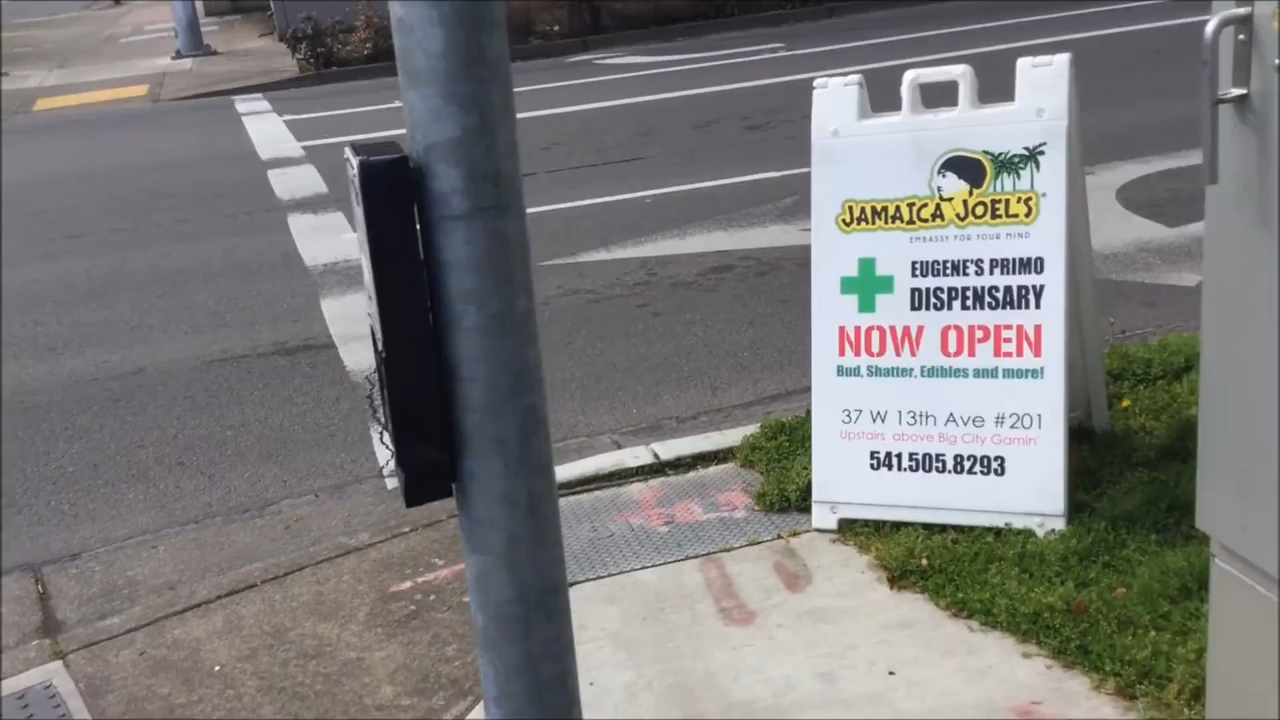 JAMAICA JOEL'S
EMBASSY FOR YOUR MIND
EUGENE'S PRIMO
DISPENSARY
NOW OPEN
Bud, Shatter, Edibles and more!
37 W 13th Ave #201
Upstairs above Big City Gamin'
541.505.8293